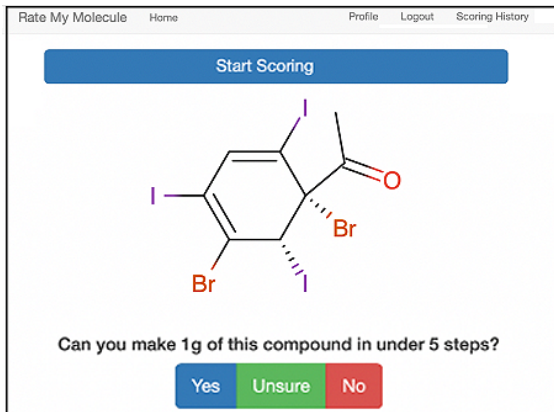 Rate My Molecule Home Profile Logout Scoring History
Start Scoring
I
I
O
Br
Br
I
Can you make 1g of this compound in under 5 steps?
Yes Unsure No